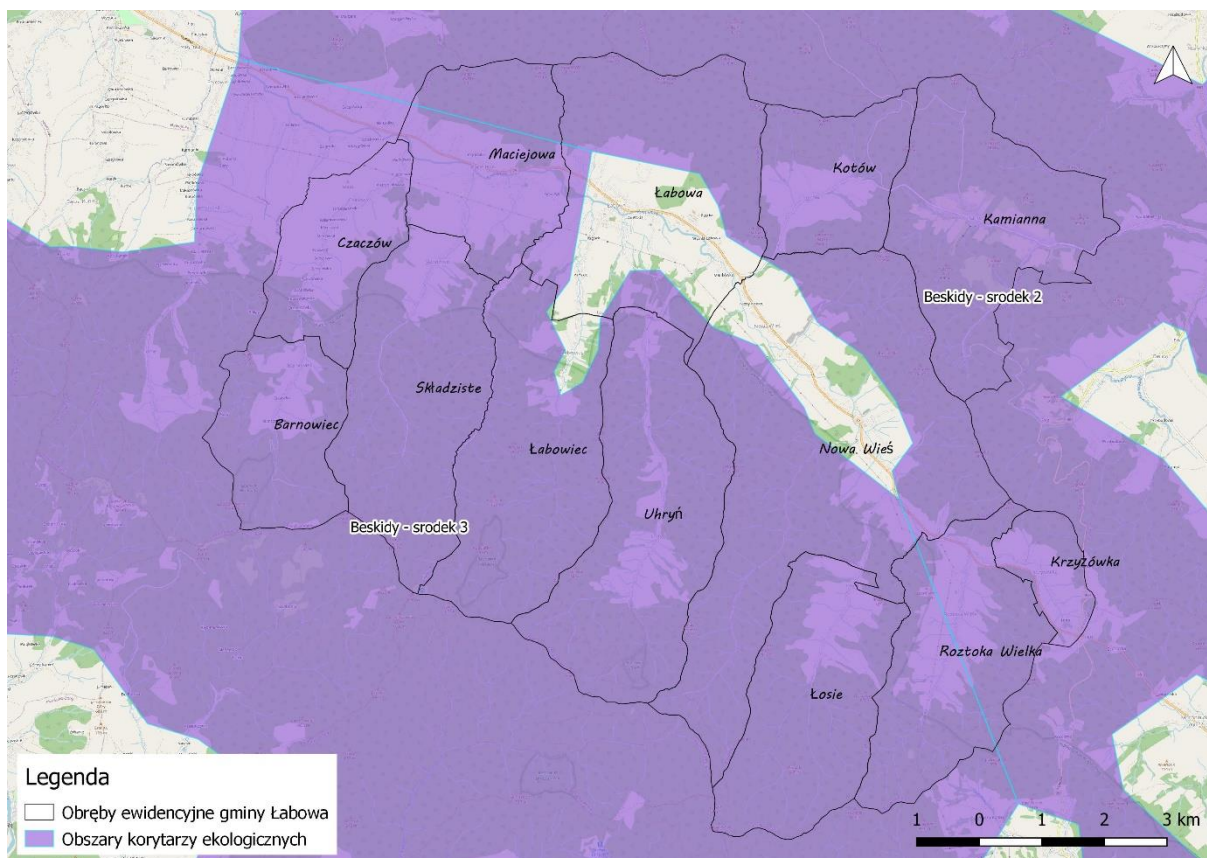 Maciejowa
Łabowa
Kotów
Kamianna
Czaczów
Beskidy - srodek 2
Składziste
Barnowiec
Łabowiec
Nowa Wieś
Uhryń
Beskidy - srodek 3
Krzyżówka
Roztoka Wielka
Łosie
Legenda
Obręby ewidencyjne gminy Łabowa
Obszary korytarzy ekologicznych
1 0 1 2 3 km